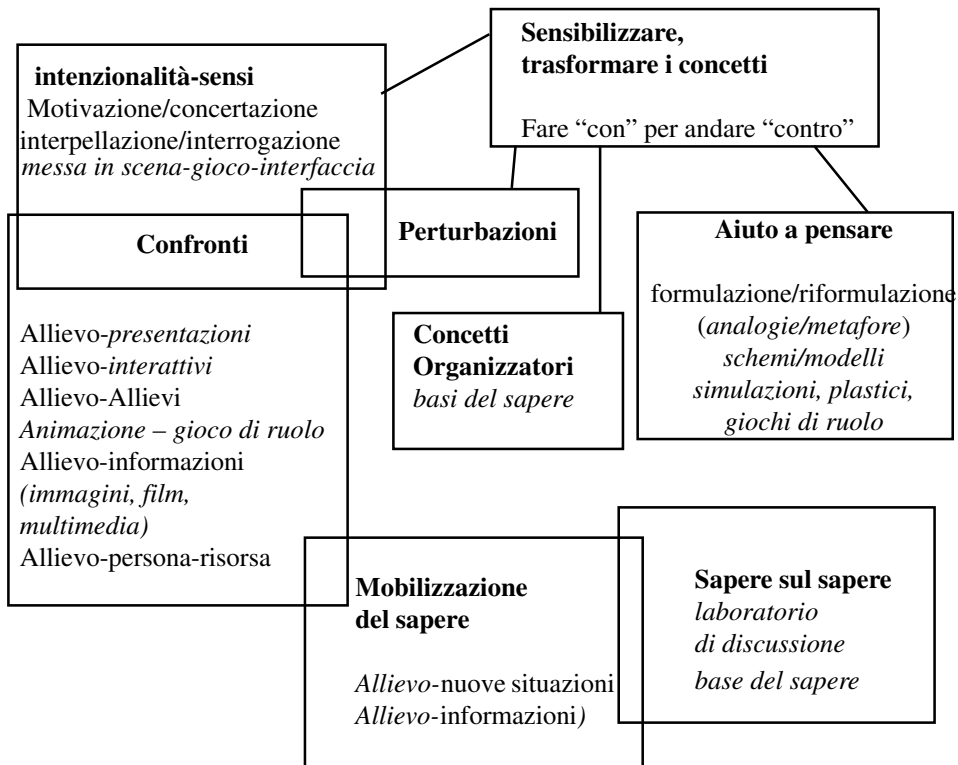 Sensibilizzare,
trasformare i concetti
Fare “con” per andare “contro”
intenzionalità-sensi
Motivazione/concertazione
interpellazione/interrogazione
messa in scena-gioco-interfaccia
Confronti
Perturbazioni
Aiuto a pensare
formulazione/riformulazione
(analogie/metafore)
schemi/modelli
simulazioni, plastici,
giochi di ruolo
Allievo-presentazioni
Allievo-interattivi
Allievo-Allievi
Animazione – gioco di ruolo
Allievo-informazioni
(immagini, film,
multimedia)
Allievo-persona-risorsa
Concetti
Organizzatori
basi del sapere
Mobilizzazione
del sapere
Allievo-nuove situazioni
Allievo-informazioni)
Sapere sul sapere
laboratorio
di discussione
base del sapere